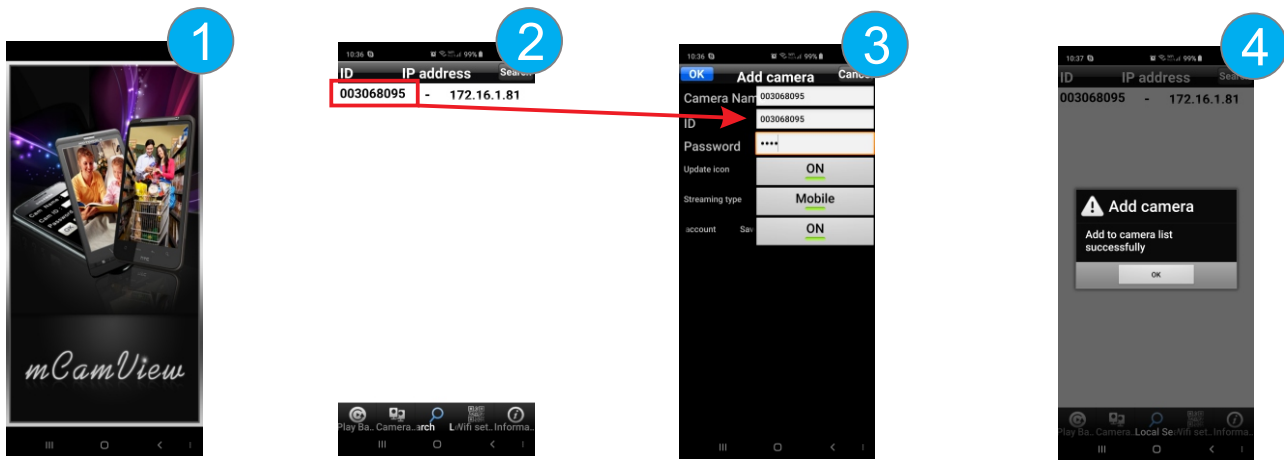 1
mCamView
2
10:36 99%
ID IP address Search
003068095 - 172.16.1.81
Play Ba.. Camera..arch Wifi set.. Informa..
3
10:36 99%
OK Add camera Cance
Camera Nam 003068095
ID 003068095
Password ••••
Update icon ON
Streaming type Mobile
account Sav ON
4
10:37 99%
ID IP address Sear
003068095 - 172.16.1.81
Add camera
Add to camera list
successfully
OK
Play Ba.. Camera..Local Se Wifi set.. Informa..